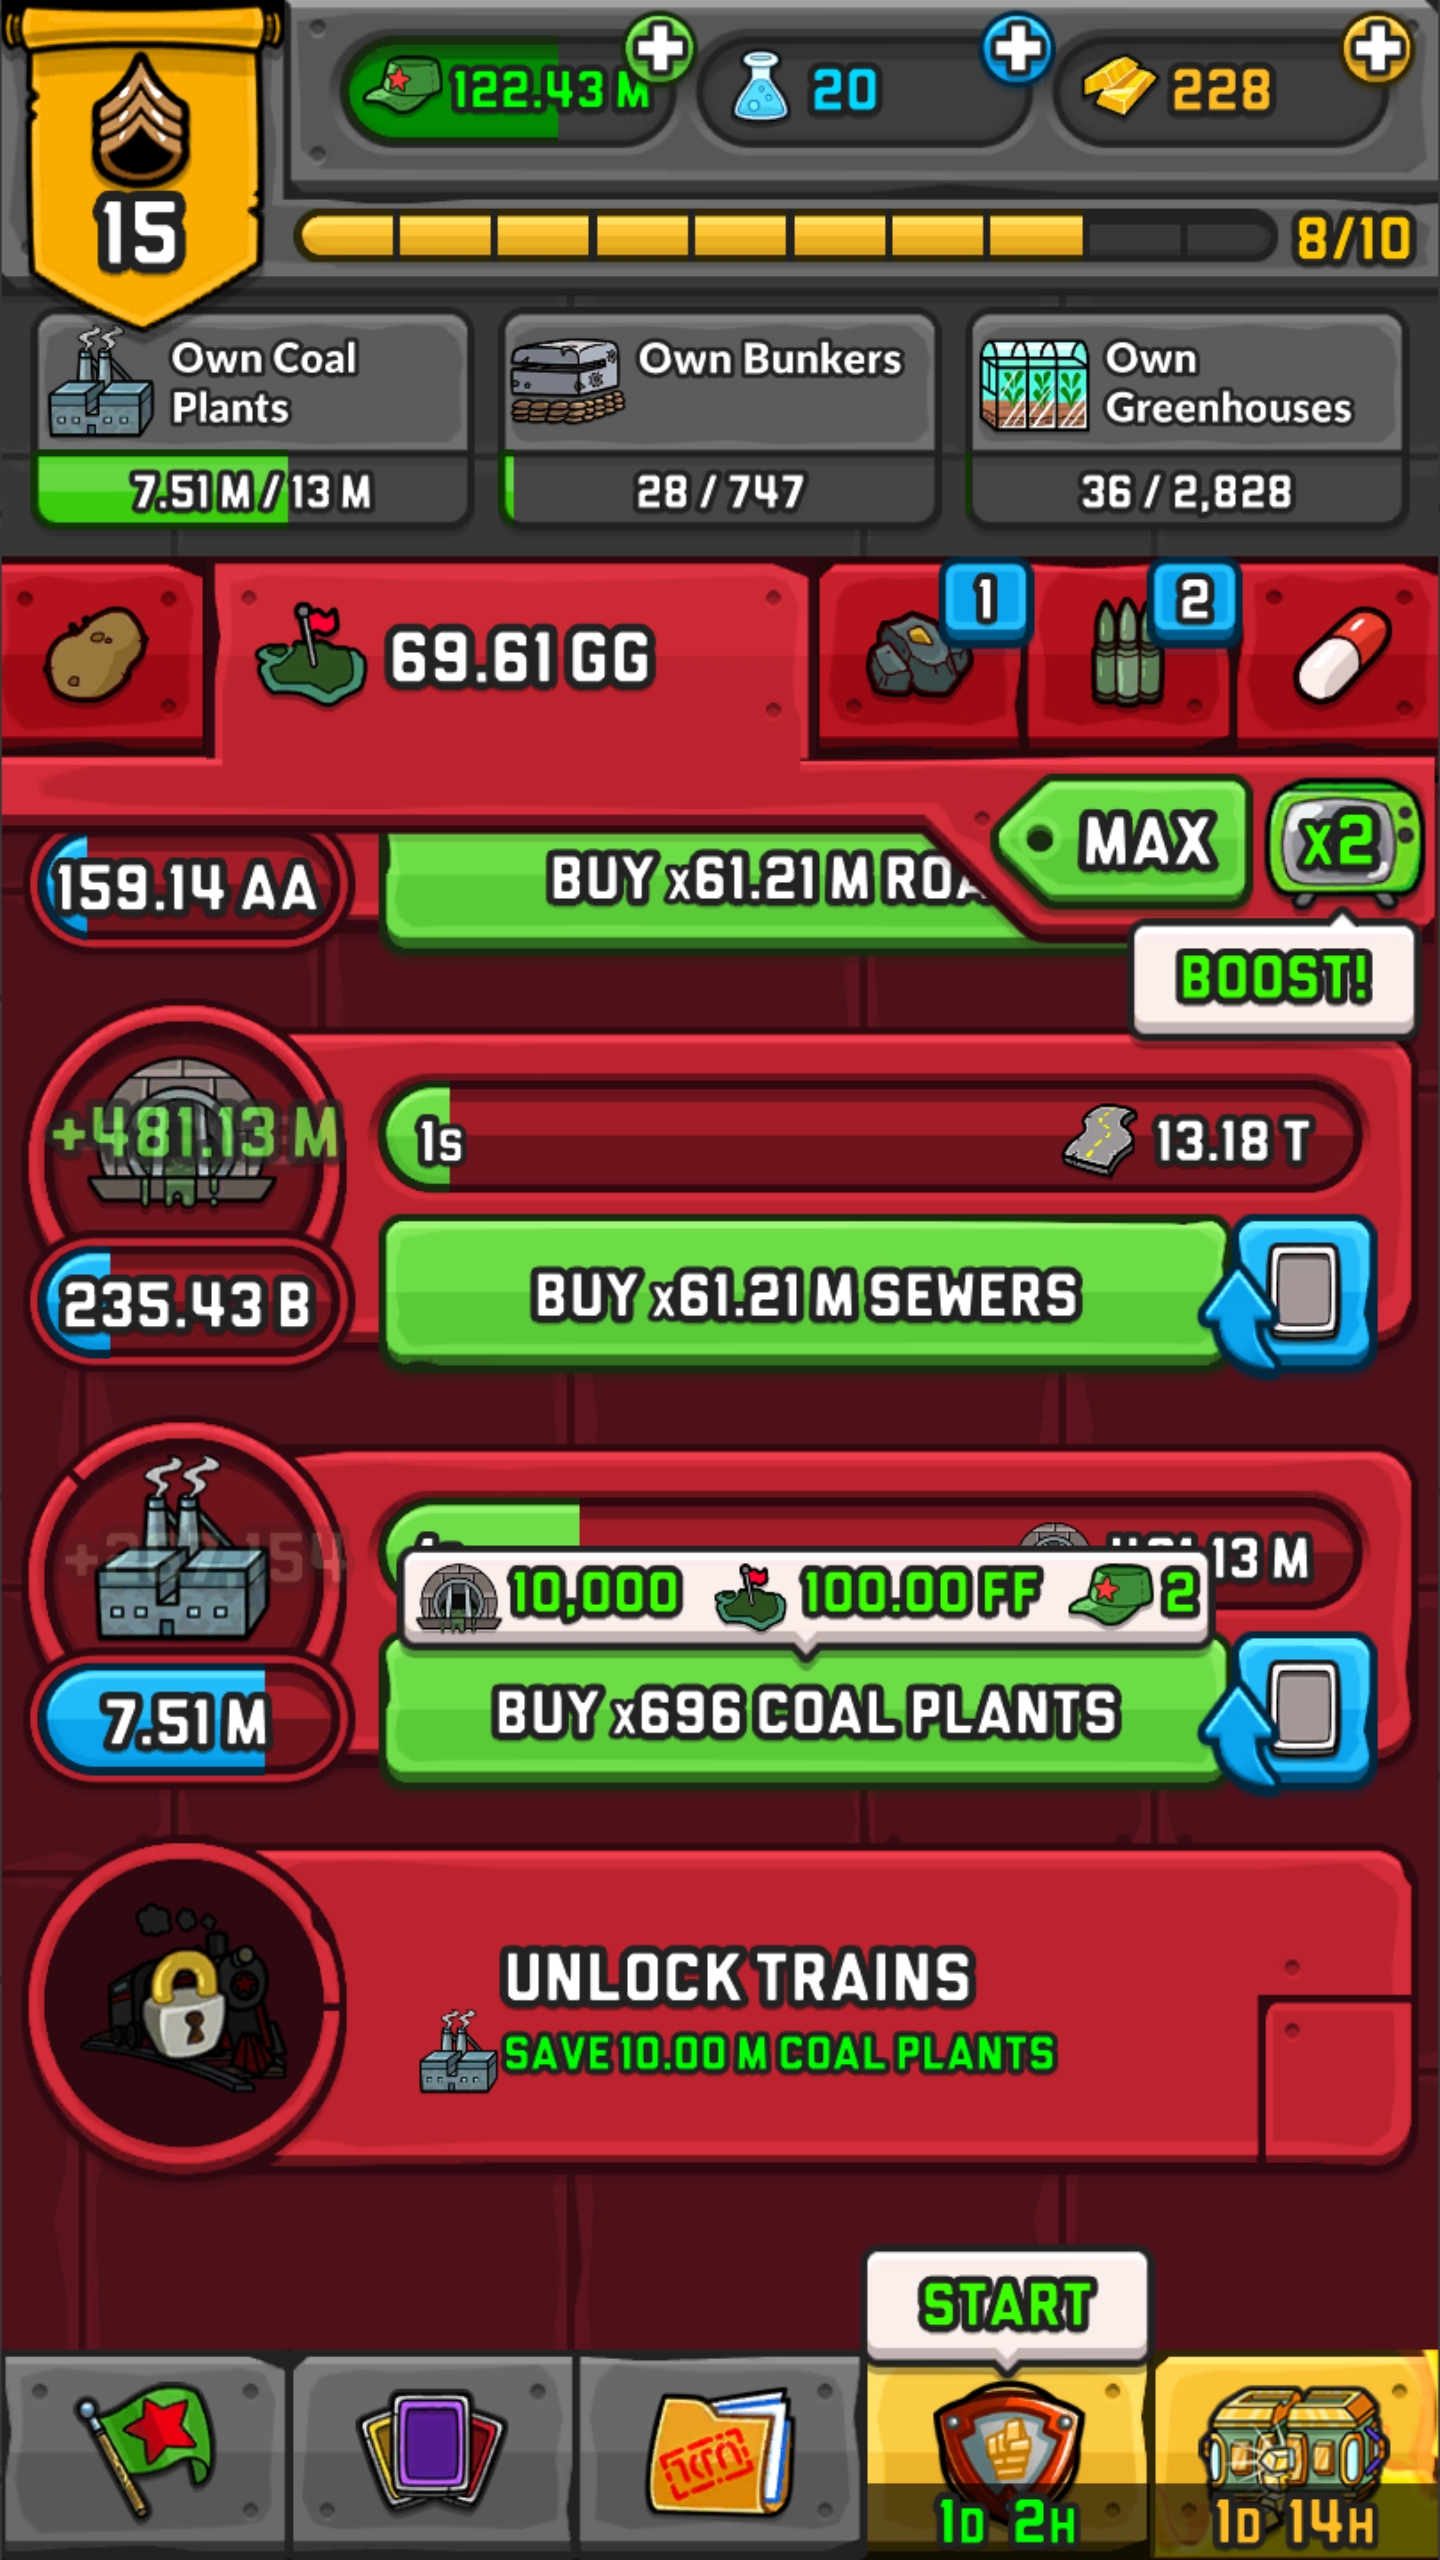 122.43 M
20
228
15
8/10
Own Coal
Plants
7.51 M / 13 M
Own Bunkers
28 / 747
Own
Greenhouses
36 / 2,828
69.61 GG
1
2
MAX
x2
159.14 AA
BUY x61.21 M ROA
BOOST!
+481.13 M
1s
13.18 T
235.43 B
BUY x61.21 M SEWERS
13 M
10,000
100.00 FF
2
7.51 M
BUY x696 COAL PLANTS
UNLOCK TRAINS
SAVE 10.00 M COAL PLANTS
START
1D 2H
1D 14H